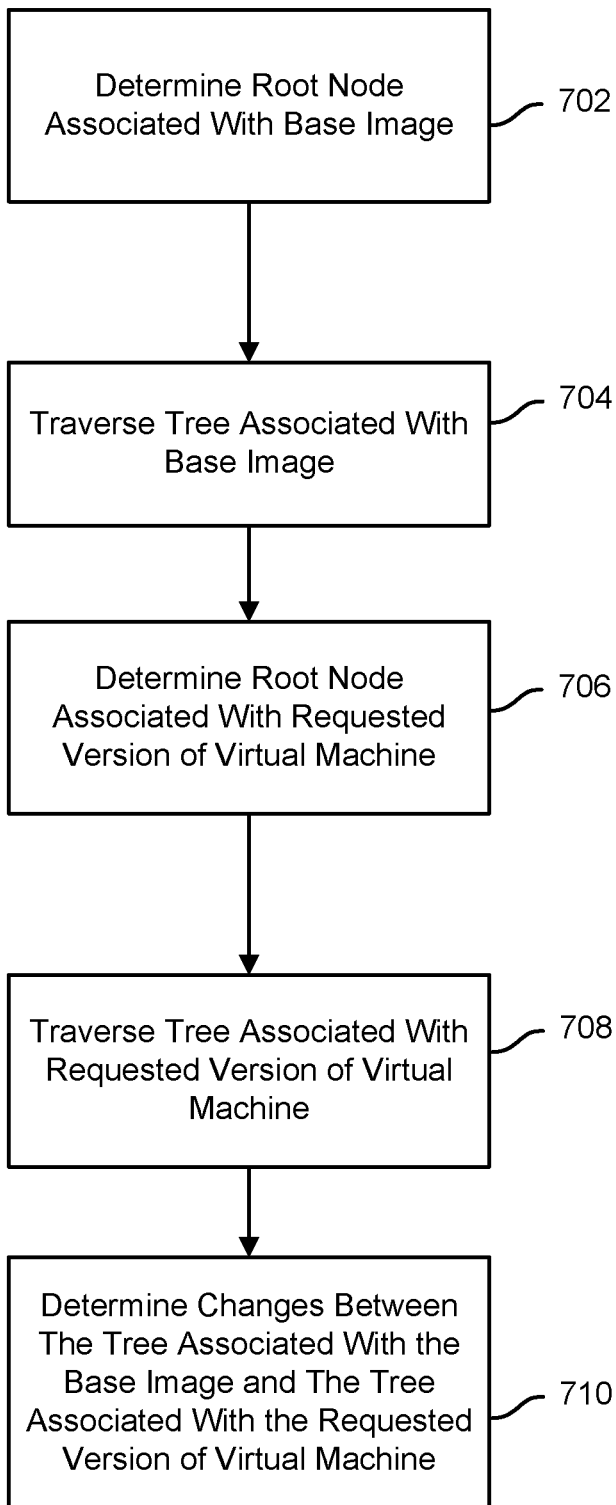 Determine Root Node
Associated With Base Image
702
Traverse Tree Associated With
Base Image
704
Determine Root Node
Associated With Requested
Version of Virtual Machine
706
Traverse Tree Associated With
Requested Version of Virtual
Machine
708
Determine Changes Between
The Tree Associated With the
Base Image and The Tree
Associated With the Requested
Version of Virtual Machine
710